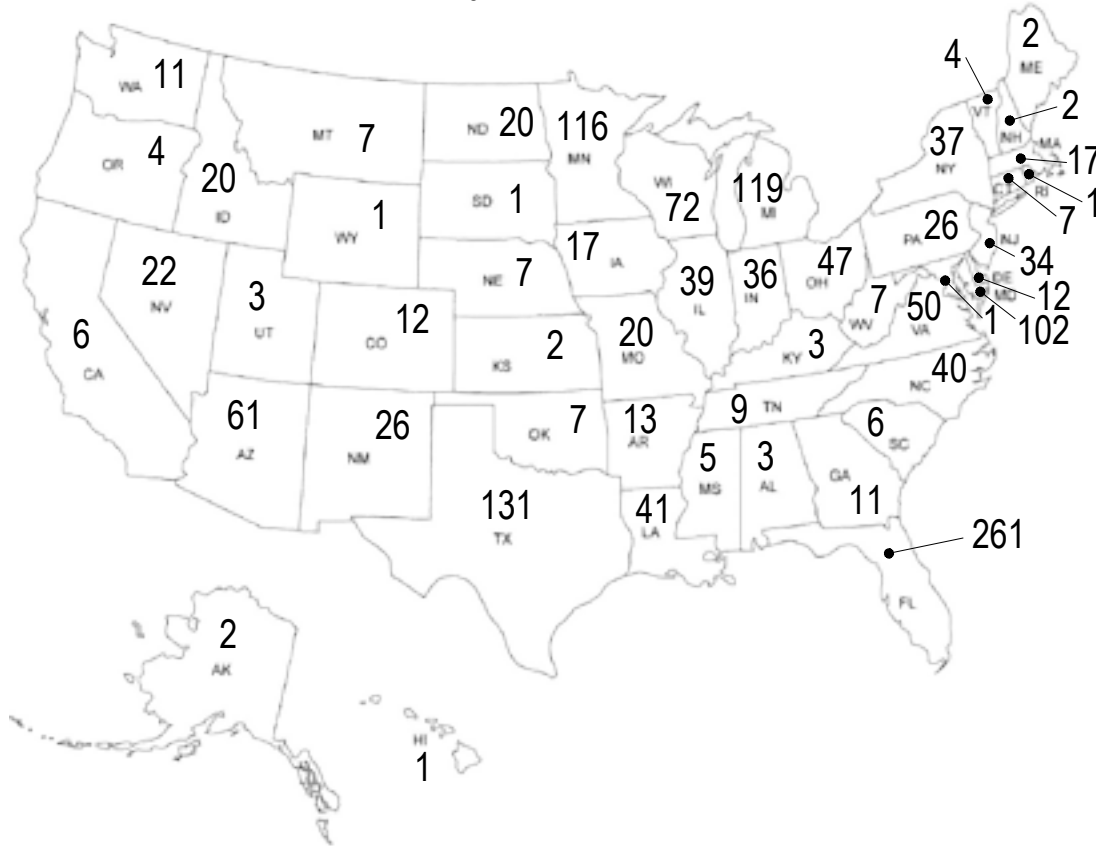 2
ME
4
VT
2
NH
MA
17
CT
RI
1
7
WA 11
MT 7
ND 20
116
MN
OR 4
20
ID
SD 1
WI
72
119
MI
37
NY
WY 1
NE 7
17
IA
PA 26
NJ
34
22
NV
3
UT
12
CO
39
IL
36
IN
47
OH
DE
12
MD
102
1
7
WV
50
VA
6
CA
2
KS
20
MO
KY 3
40
NC
61
AZ
26
NM
7
OK
13
AR
9 TN
6
SC
131
TX
41
LA
5
MS
3
AL
GA
11
261
FL
2
AK
HI
1